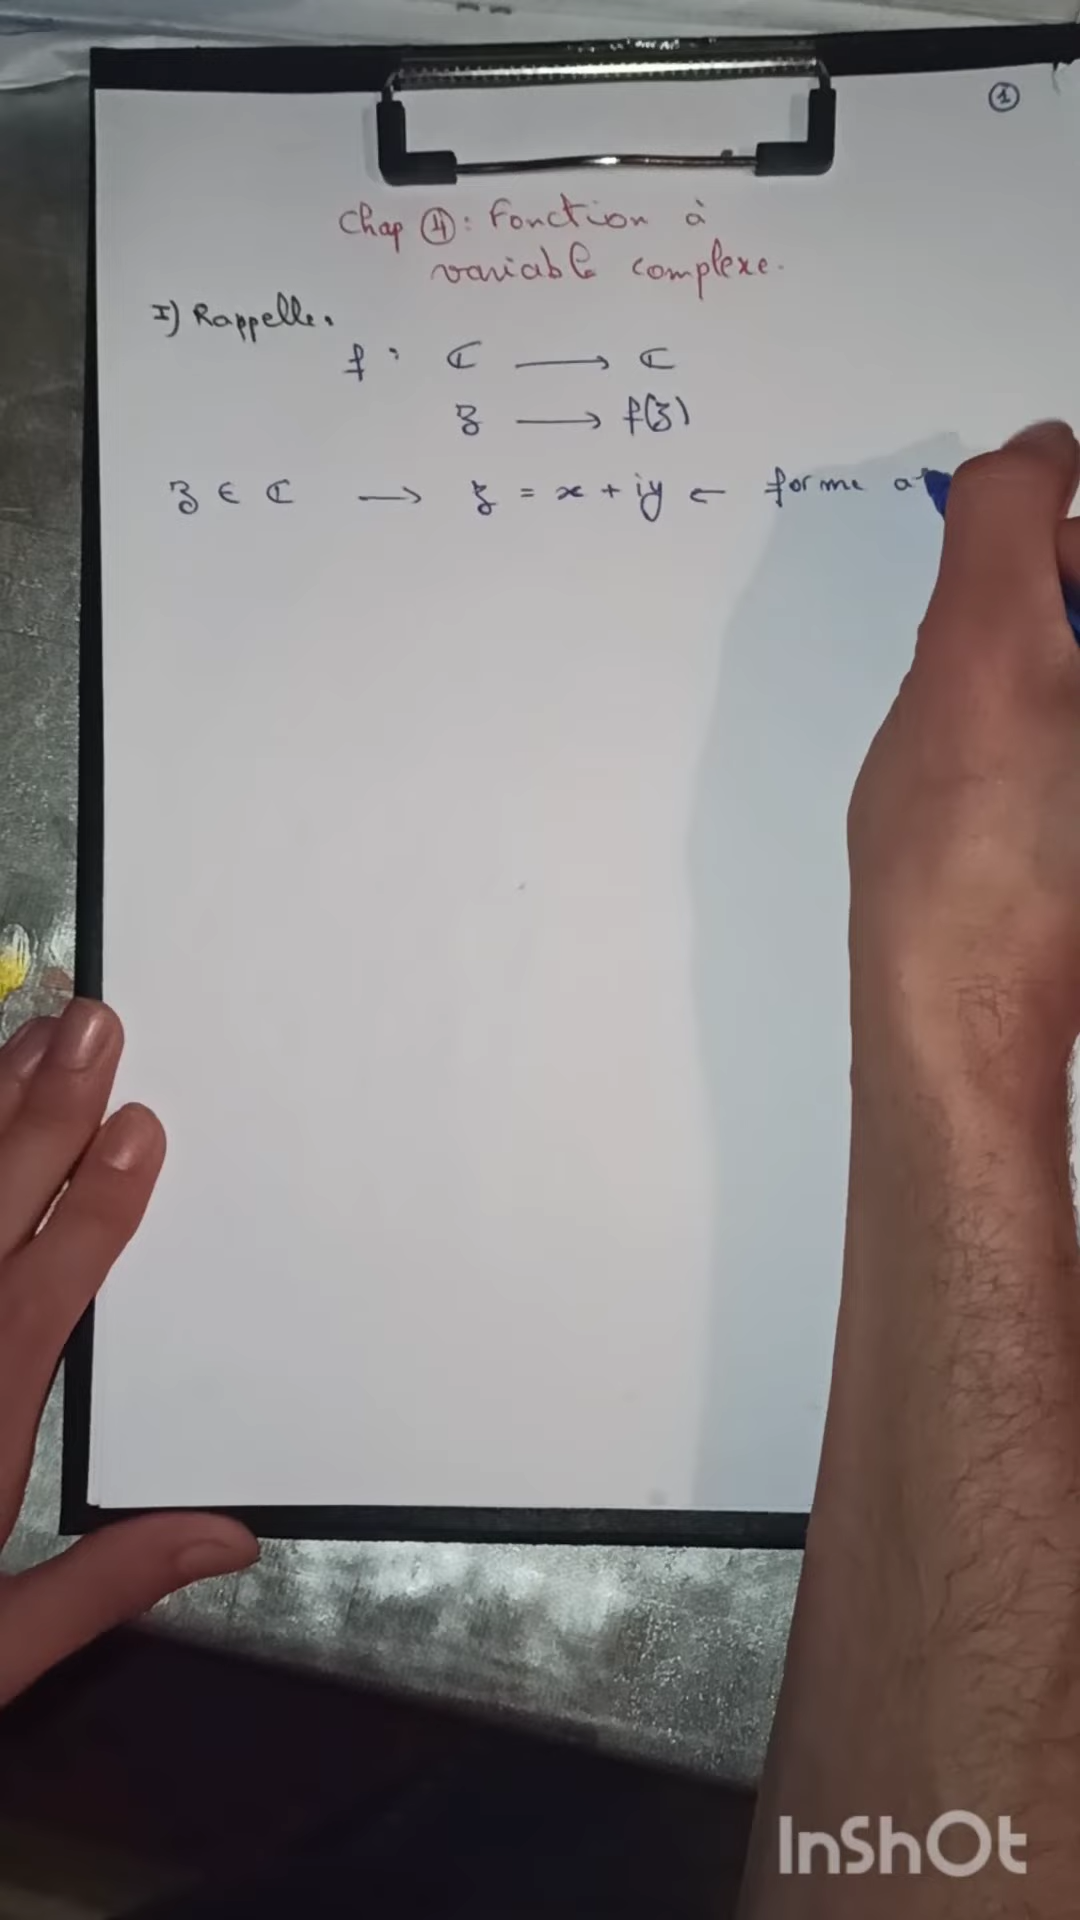 ①
Chap ④: Fonction à
variable complexe.
I) Rappelle.
f : ℂ ⟶ ℂ
z ⟶ f(z)
z ∈ ℂ ⟶ z = x + iy ← forme
InShOt